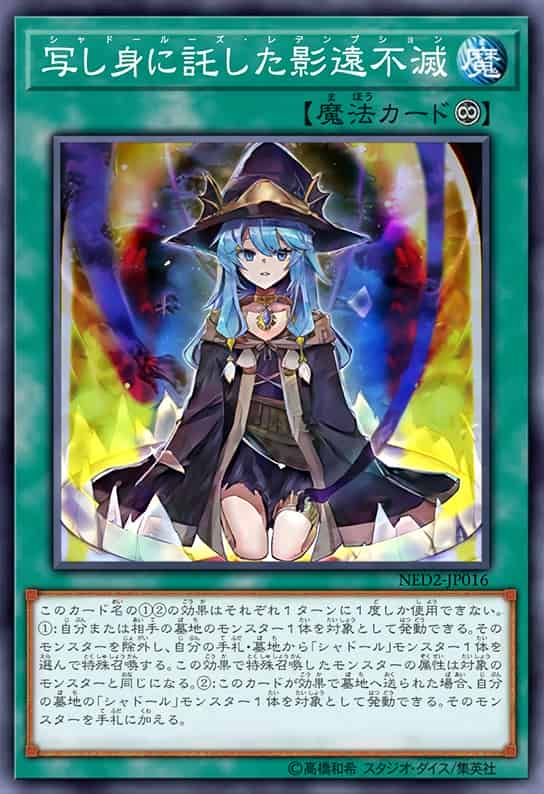 シャドールーズ・レデンプション
写し身に託した影遠不滅
魔
まほう
【魔法カード】
NED2-JP016
このカード名の①②の効果はそれぞれ1ターンに1度しか使用できない。
①:自分または相手の墓地のモンスター1体を対象として発動できる。その
モンスターを除外し、自分の手札・墓地から「シャドール」モンスター1体を
選んで特殊召喚する。この効果で特殊召喚したモンスターの属性は対象の
モンスターと同じになる。②:このカードが効果で墓地へ送られた場合、自分
の墓地の「シャドール」モンスター1体を対象として発動できる。そのモン
スターを手札に加える。
©高橋和希 スタジオ・ダイス/集英社